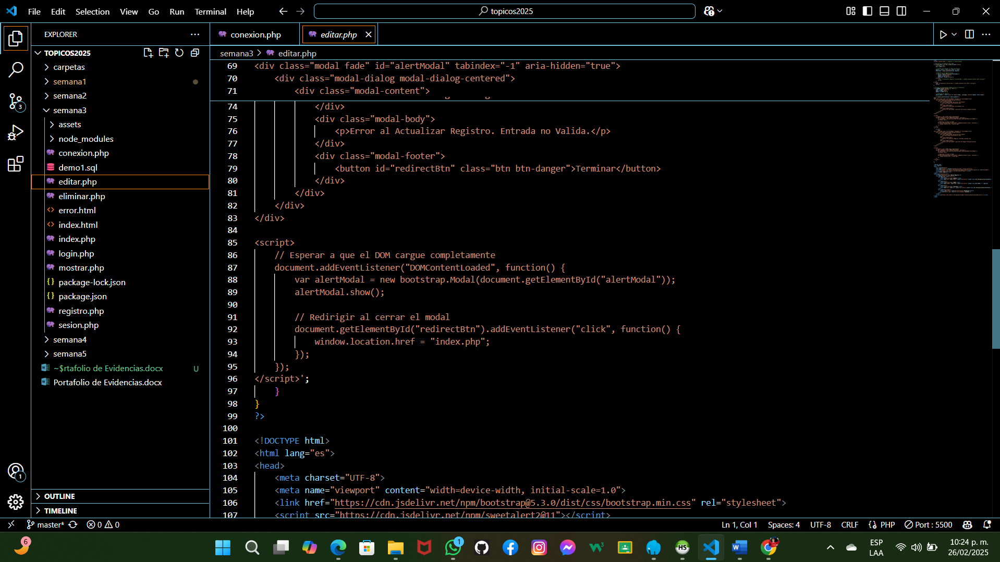 File Edit Selection View Go Run Terminal Help
topicos2025
EXPLORER
TOPICOS2025
carpetas
semana1
semana2
semana3
assets
node_modules
conexion.php
demo1.sql
editar.php
eliminar.php
error.html
index.html
index.php
login.php
mostrar.php
package-lock.json
package.json
registro.php
sesion.php
semana4
semana5
~$rtafolio de Evidencias.docx U
Portafolio de Evidencias.docx
OUTLINE
TIMELINE
3
1
conexion.php
editar.php
semana3 > editar.php
69 <div class="modal fade" id="alertModal" tabindex="-1" aria-hidden="true">
70 <div class="modal-dialog modal-dialog-centered">
71 <div class="modal-content">
74 </div>
75 <div class="modal-body">
76 <p>Error al Actualizar Registro. Entrada no Valida.</p>
77 </div>
78 <div class="modal-footer">
79 <button id="redirectBtn" class="btn btn-danger">Terminar</button>
80 </div>
81 </div>
82 </div>
83 </div>
84
85 <script>
86 // Esperar a que el DOM cargue completamente
87 document.addEventListener("DOMContentLoaded", function() {
88 var alertModal = new bootstrap.Modal(document.getElementById("alertModal"));
89 alertModal.show();
90
91 // Redirigir al cerrar el modal
92 document.getElementById("redirectBtn").addEventListener("click", function() {
93 window.location.href = "index.php";
94 });
95 });
96 </script>';
97 }
98 }
99 ?>
100
101 <!DOCTYPE html>
102 <html lang="es">
103 <head>
104 <meta charset="UTF-8">
105 <meta name="viewport" content="width=device-width, initial-scale=1.0">
106 <link href="https://cdn.jsdelivr.net/npm/bootstrap@5.3.0/dist/css/bootstrap.min.css" rel="stylesheet">
107 <script src="https://cdn.jsdelivr.net/npm/sweetalert2@11"></script>
master* 0 0
Ln 1, Col 1 Spaces: 4 UTF-8 CRLF PHP Port : 5500
6
1
HS
ESP
LAA
10:24 p. m.
26/02/2025